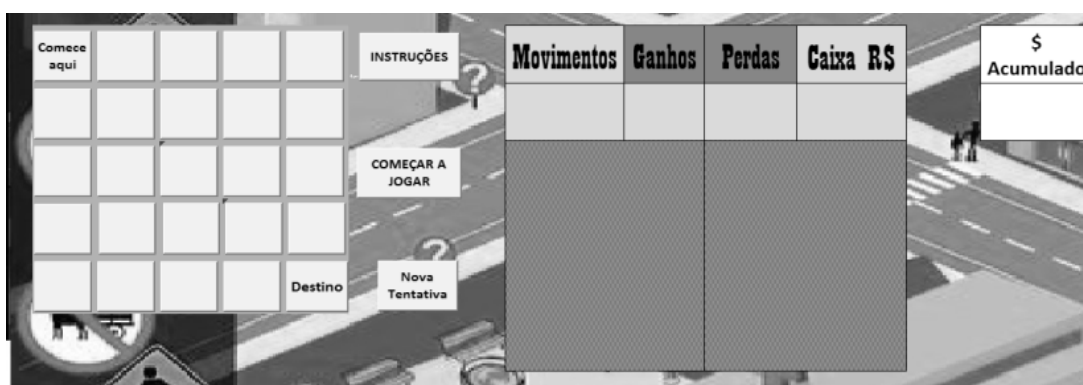 Comece
aqui
INSTRUÇÕES
COMEÇAR A
JOGAR
Destino
Nova
Tentativa
Movimentos
Ganhos
Perdas
Caixa R$
$
Acumulado
?
?